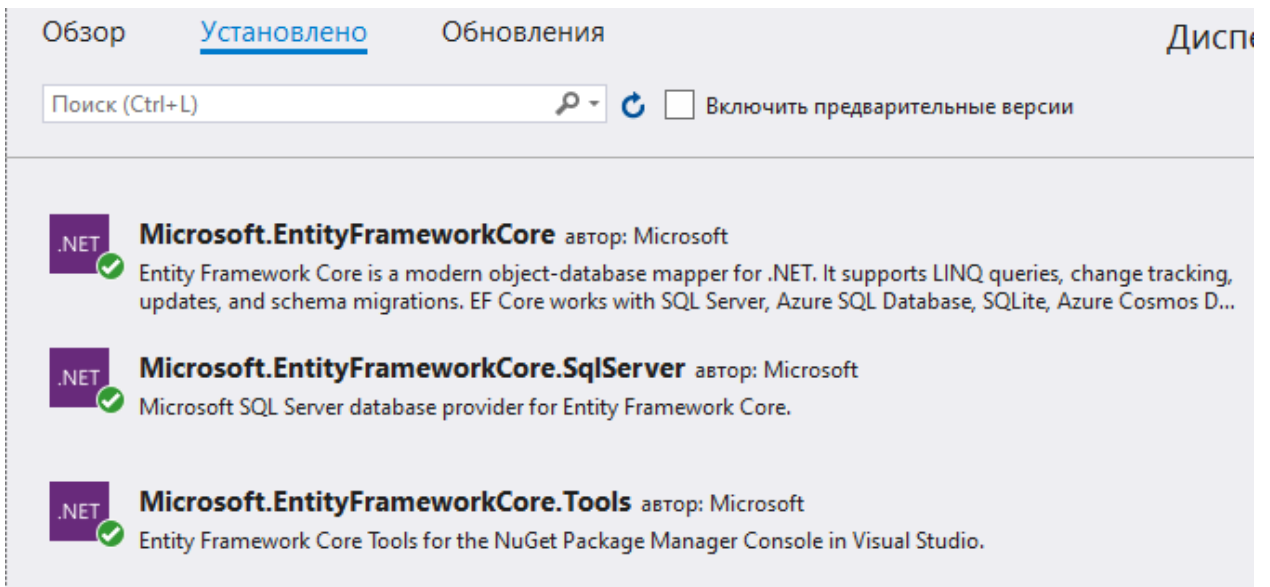 Обзор Установлено Обновления Диспе
Поиск (Ctrl+L) Включить предварительные версии
.NET Microsoft.EntityFrameworkCore автор: Microsoft
Entity Framework Core is a modern object-database mapper for .NET. It supports LINQ queries, change tracking,
updates, and schema migrations. EF Core works with SQL Server, Azure SQL Database, SQLite, Azure Cosmos D...
.NET Microsoft.EntityFrameworkCore.SqlServer автор: Microsoft
Microsoft SQL Server database provider for Entity Framework Core.
.NET Microsoft.EntityFrameworkCore.Tools автор: Microsoft
Entity Framework Core Tools for the NuGet Package Manager Console in Visual Studio.